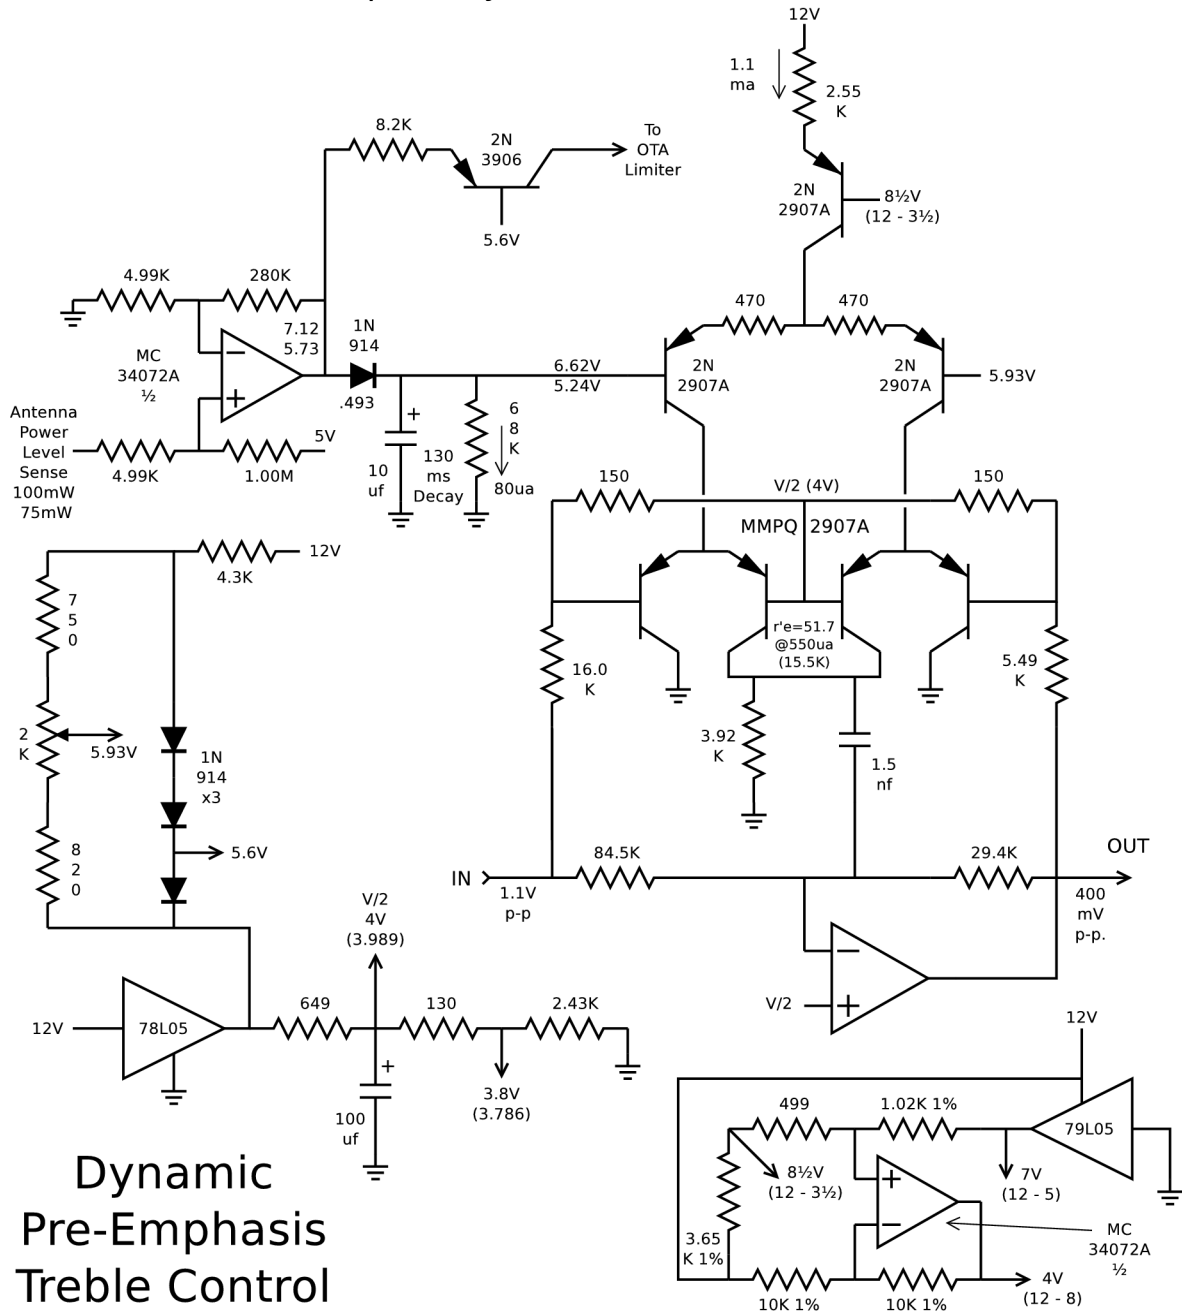 12V
1.1
ma
2.55
K
8.2K
2N
3906
To
OTA
Limiter
5.6V
2N
2907A
8½V
(12 - 3½)
4.99K
280K
7.12
5.73
1N
914
.493
MC
34072A
½
470
470
6.62V
5.24V
2N
2907A
2N
2907A
5.93V
Antenna
Power
Level
Sense
100mW
75mW
4.99K
1.00M
5V
+
10
uf
130
ms
Decay
6
8
K
80ua
150
V/2 (4V)
150
MMPQ 2907A
r'e=51.7
@550ua
(15.5K)
16.0
K
5.49
K
3.92
K
1.5
nf
12V
4.3K
7
5
0
2
K
5.93V
1N
914
x3
8
2
0
5.6V
IN
1.1V
p-p
84.5K
29.4K
OUT
400
mV
p-p.
V/2
V/2
4V
(3.989)
12V
78L05
649
130
2.43K
+
100
uf
3.8V
(3.786)
12V
499
1.02K 1%
79L05
8½V
(12 - 3½)
7V
(12 - 5)
3.65
K 1%
MC
34072A
½
10K 1%
10K 1%
4V
(12 - 8)
Dynamic
Pre-Emphasis
Treble Control